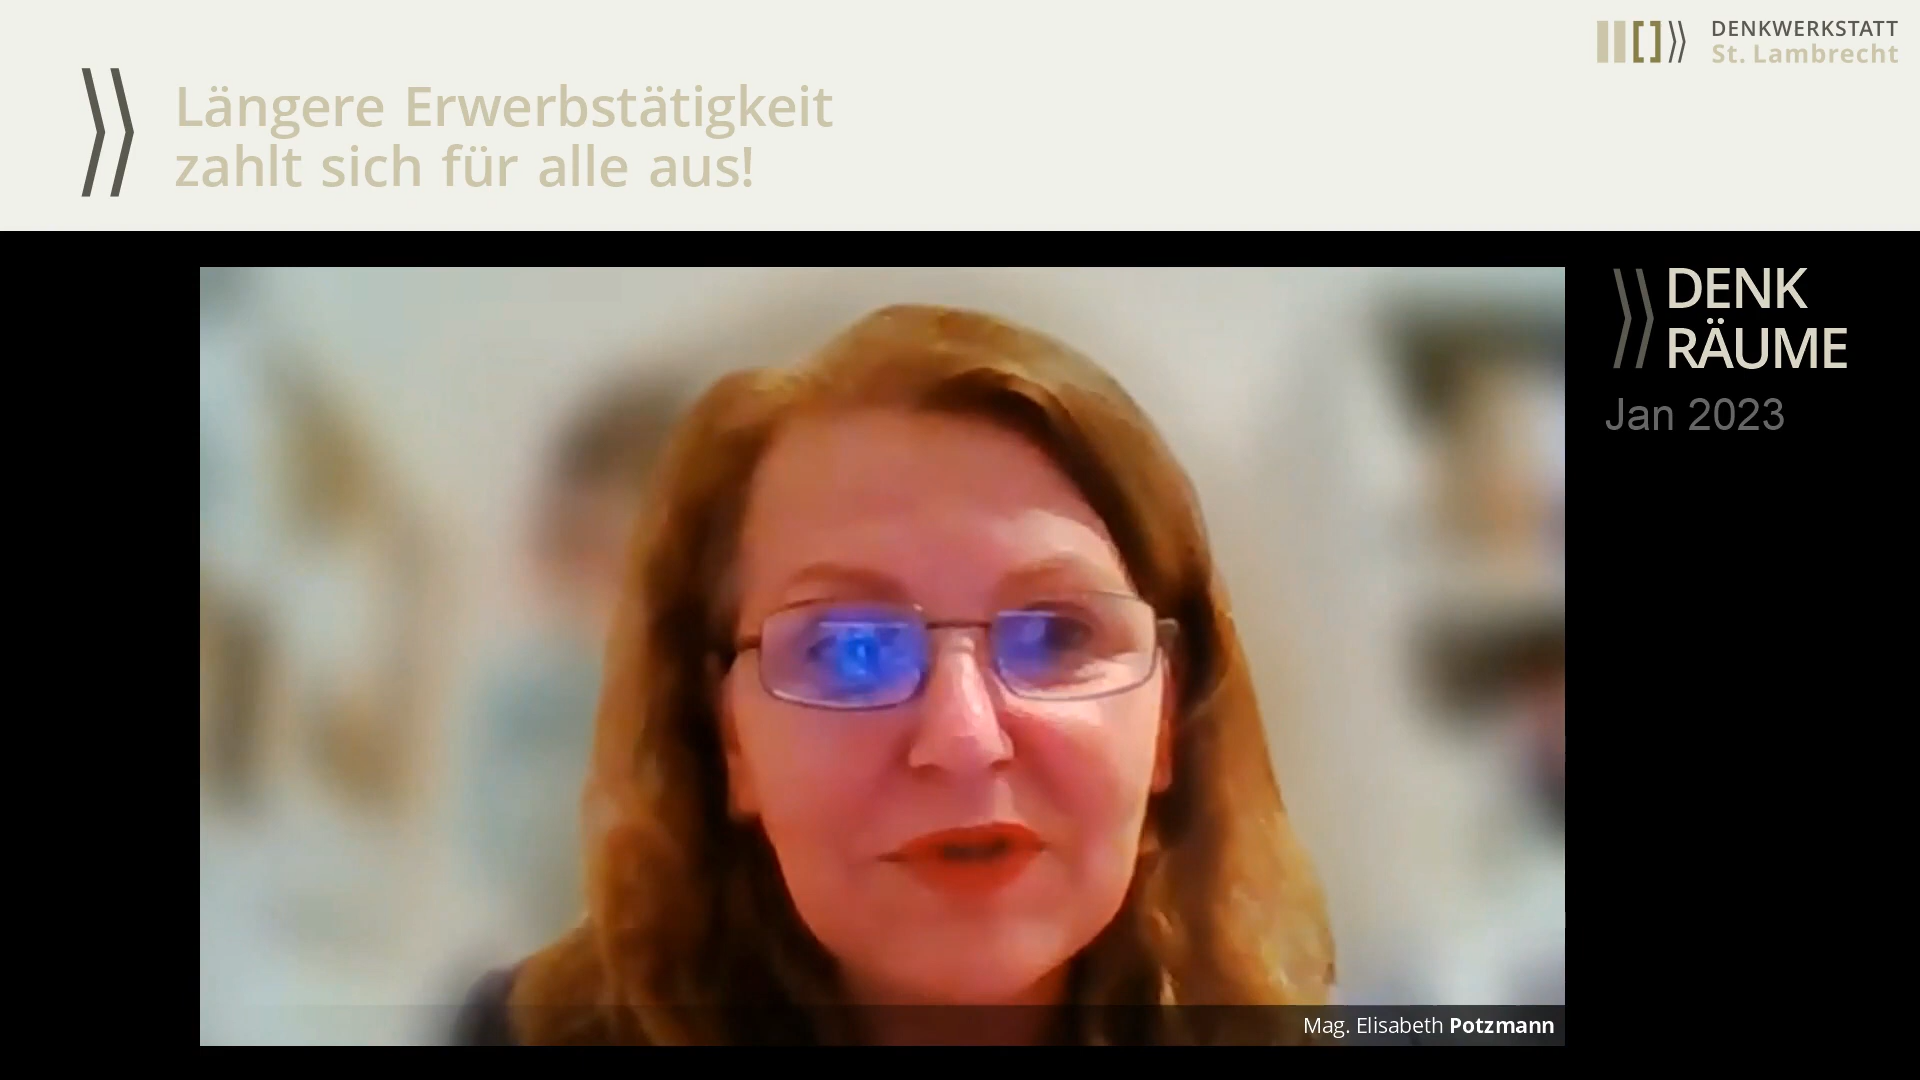 DENKWERKSTATT
St. Lambrecht
Längere Erwerbstätigkeit
zahlt sich für alle aus!
DENK
RÄUME
Jan 2023
Mag. Elisabeth Potzmann